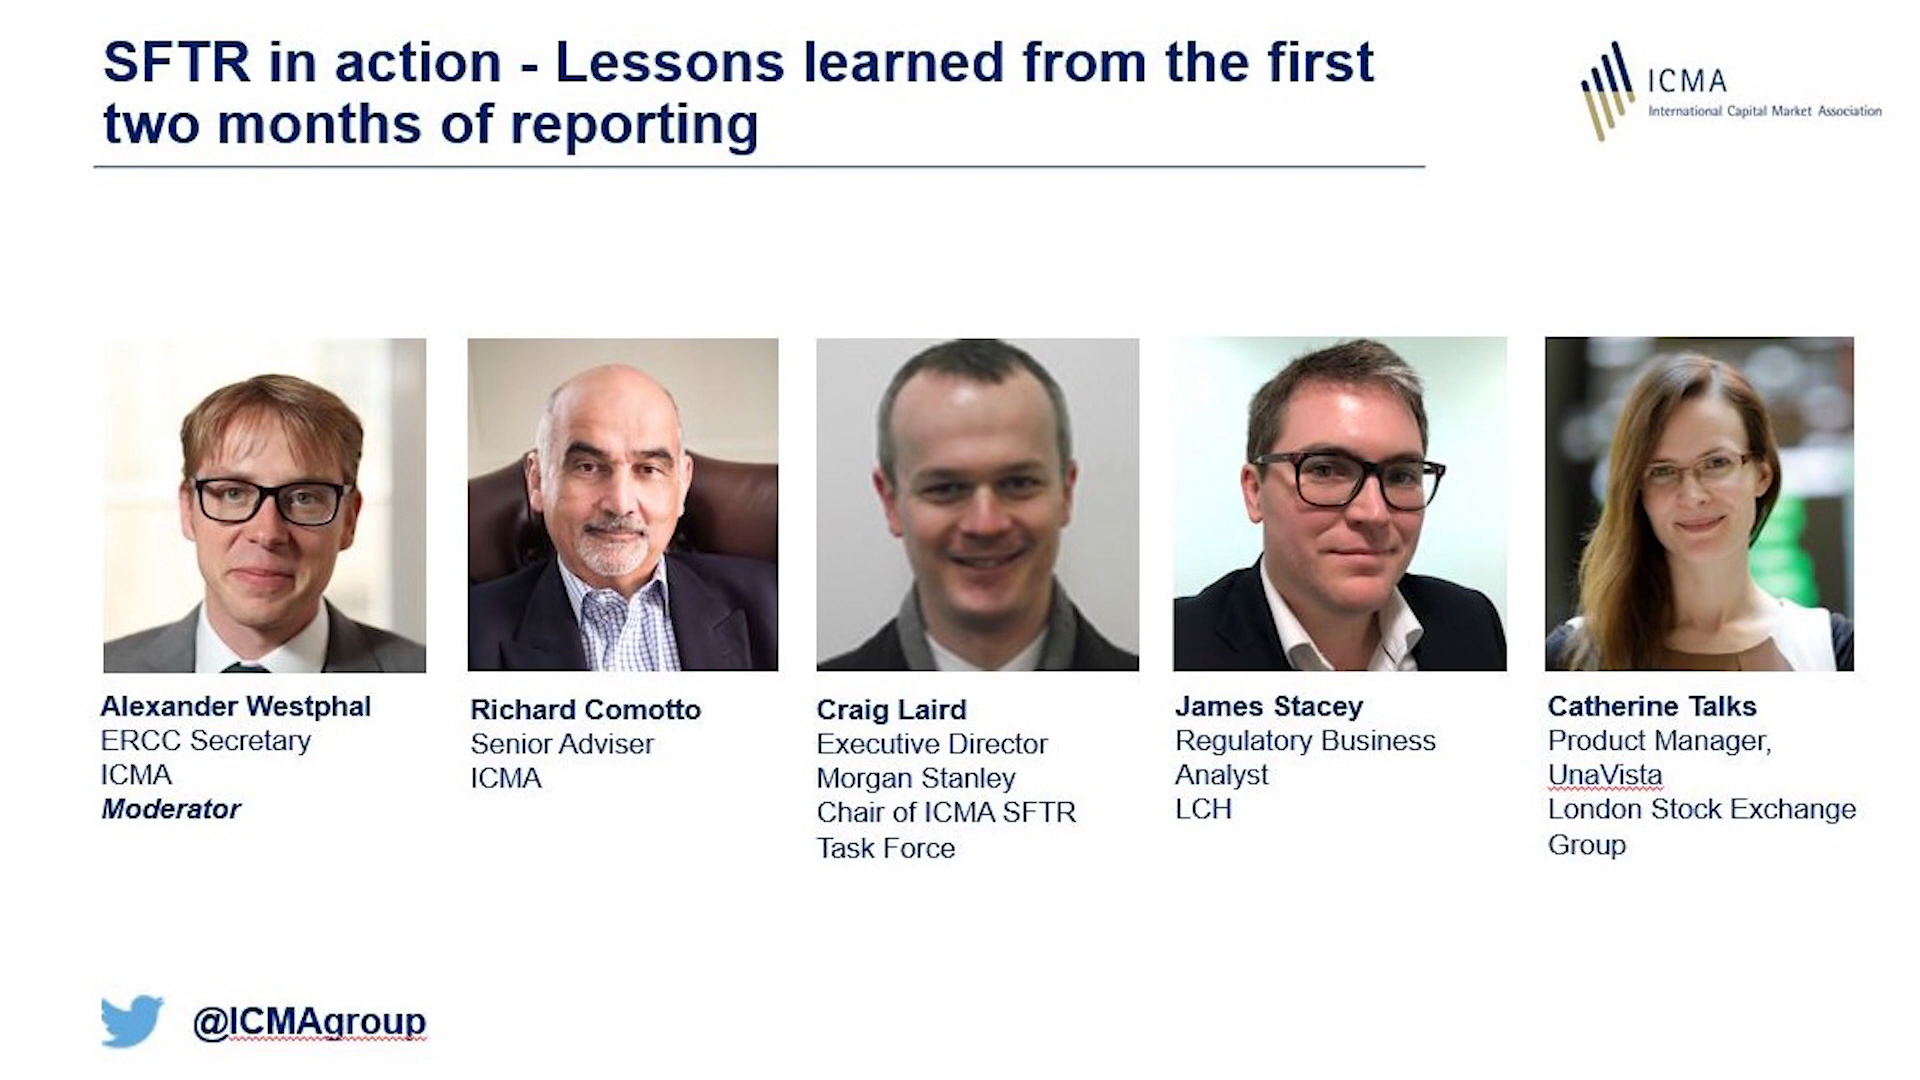 SFTR in action - Lessons learned from the first
two months of reporting
ICMA
International Capital Market Association
Alexander Westphal
ERCC Secretary
ICMA
Moderator
Richard Comotto
Senior Adviser
ICMA
Craig Laird
Executive Director
Morgan Stanley
Chair of ICMA SFTR
Task Force
James Stacey
Regulatory Business
Analyst
LCH
Catherine Talks
Product Manager,
UnaVista
London Stock Exchange
Group
@ICMAgroup